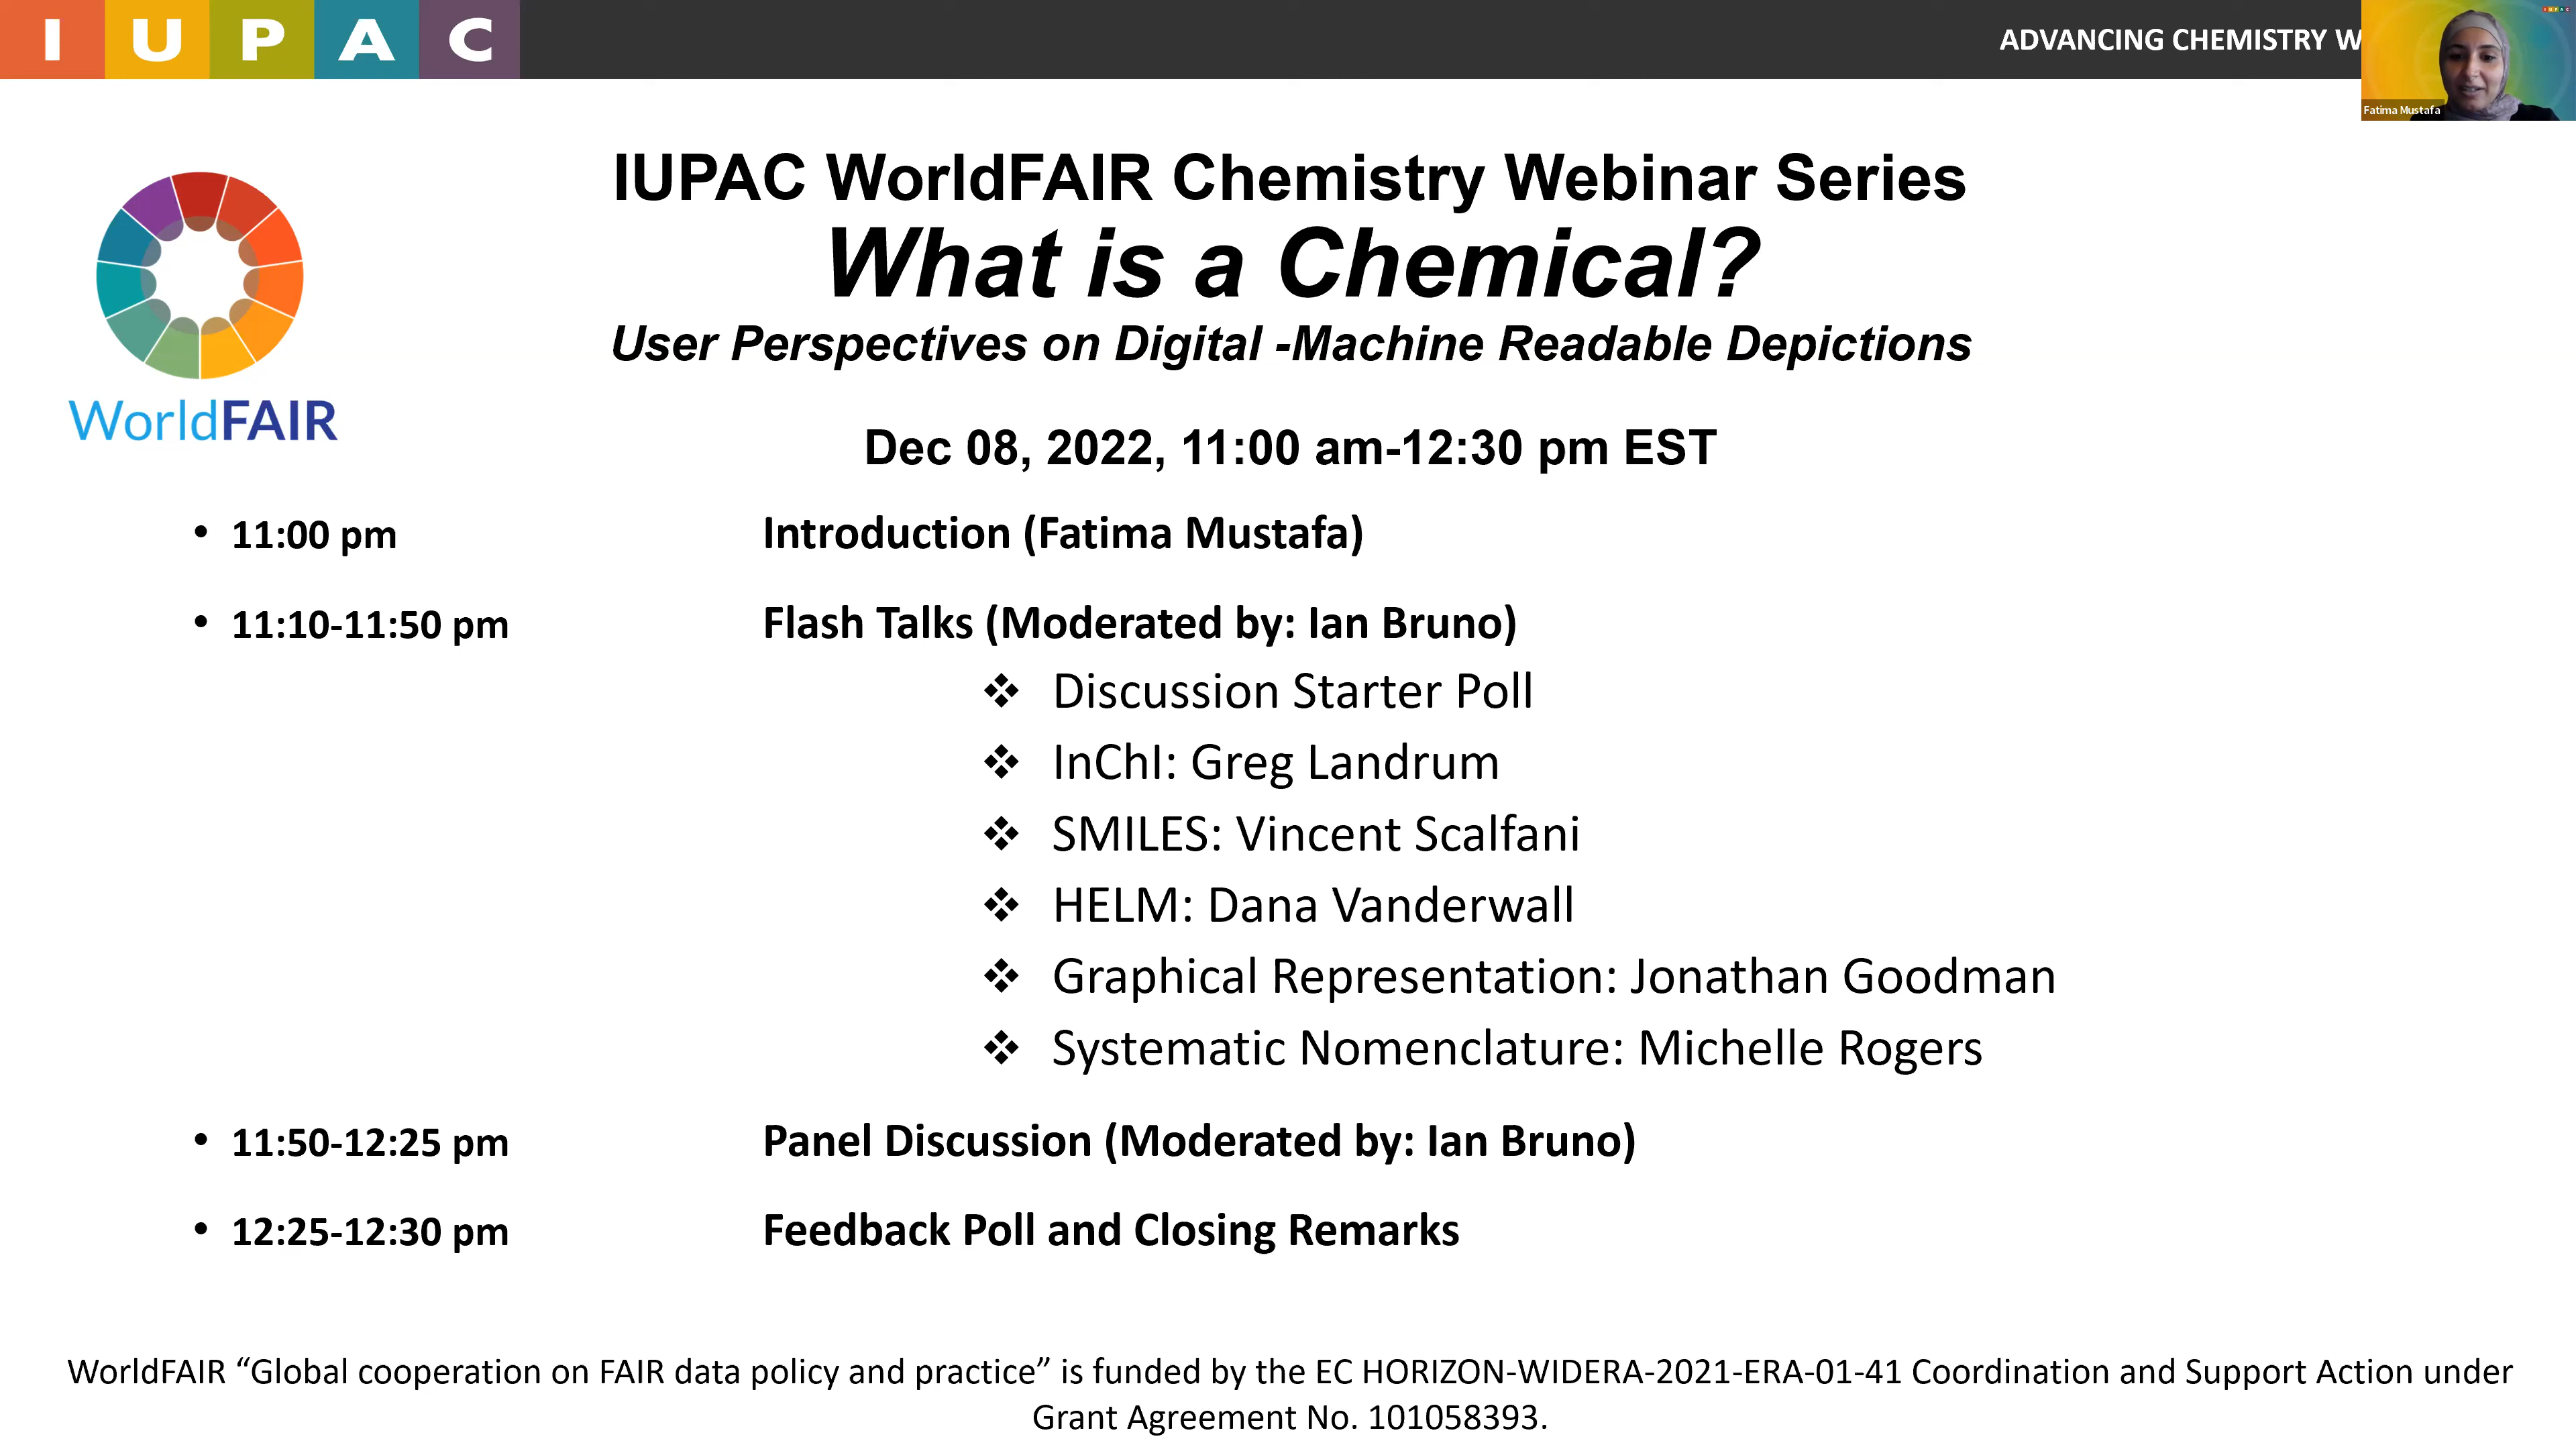 IUPAC
ADVANCING CHEMISTRY W
Fatima Mustafa
IUPAC WorldFAIR Chemistry Webinar Series
What is a Chemical?
User Perspectives on Digital -Machine Readable Depictions
WorldFAIR
Dec 08, 2022, 11:00 am-12:30 pm EST
• 11:00 pm Introduction (Fatima Mustafa)
• 11:10-11:50 pm Flash Talks (Moderated by: Ian Bruno)
❖ Discussion Starter Poll
❖ InChI: Greg Landrum
❖ SMILES: Vincent Scalfani
❖ HELM: Dana Vanderwall
❖ Graphical Representation: Jonathan Goodman
❖ Systematic Nomenclature: Michelle Rogers
• 11:50-12:25 pm Panel Discussion (Moderated by: Ian Bruno)
• 12:25-12:30 pm Feedback Poll and Closing Remarks
WorldFAIR “Global cooperation on FAIR data policy and practice” is funded by the EC HORIZON-WIDERA-2021-ERA-01-41 Coordination and Support Action under
Grant Agreement No. 101058393.